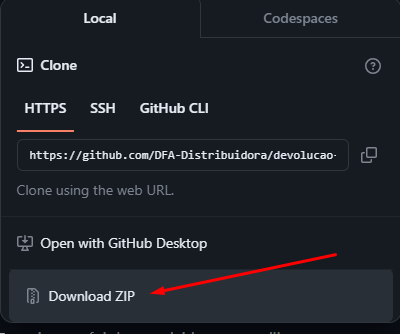 Local
Codespaces
Clone
HTTPS
SSH
GitHub CLI
https://github.com/DFA-Distribuidora/devolucao-
Clone using the web URL.
Open with GitHub Desktop
Download ZIP